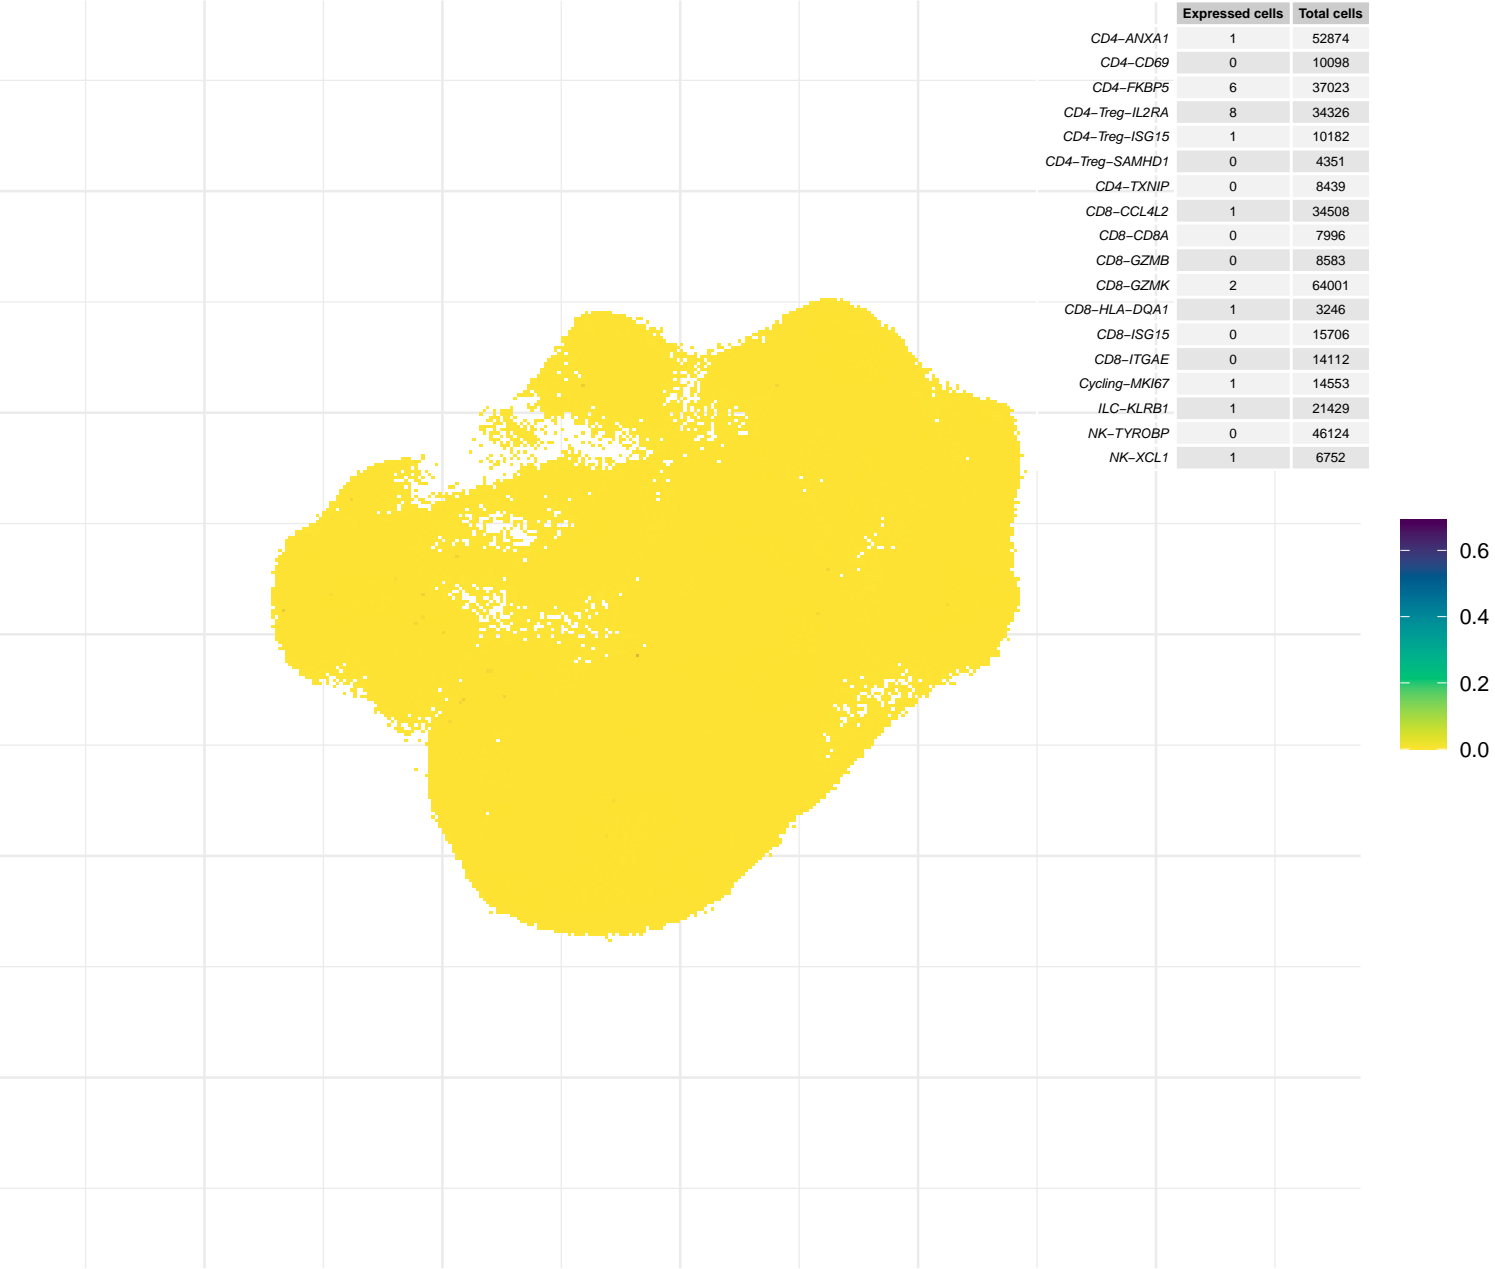 Expressed cells Total cells
CD4−ANXA1 1 52874
CD4−CD69 0 10098
CD4−FKBP5 6 37023
CD4−Treg−IL2RA 8 34326
CD4−Treg−ISG15 1 10182
CD4−Treg−SAMHD1 0 4351
CD4−TXNIP 0 8439
CD8−CCL4L2 1 34508
CD8−CD8A 0 7996
CD8−GZMB 0 8583
CD8−GZMK 2 64001
CD8−HLA−DQA1 1 3246
CD8−ISG15 0 15706
CD8−ITGAE 0 14112
Cycling−MKI67 1 14553
ILC−KLRB1 1 21429
NK−TYROBP 0 46124
NK−XCL1 1 6752
0.6
0.4
0.2
0.0